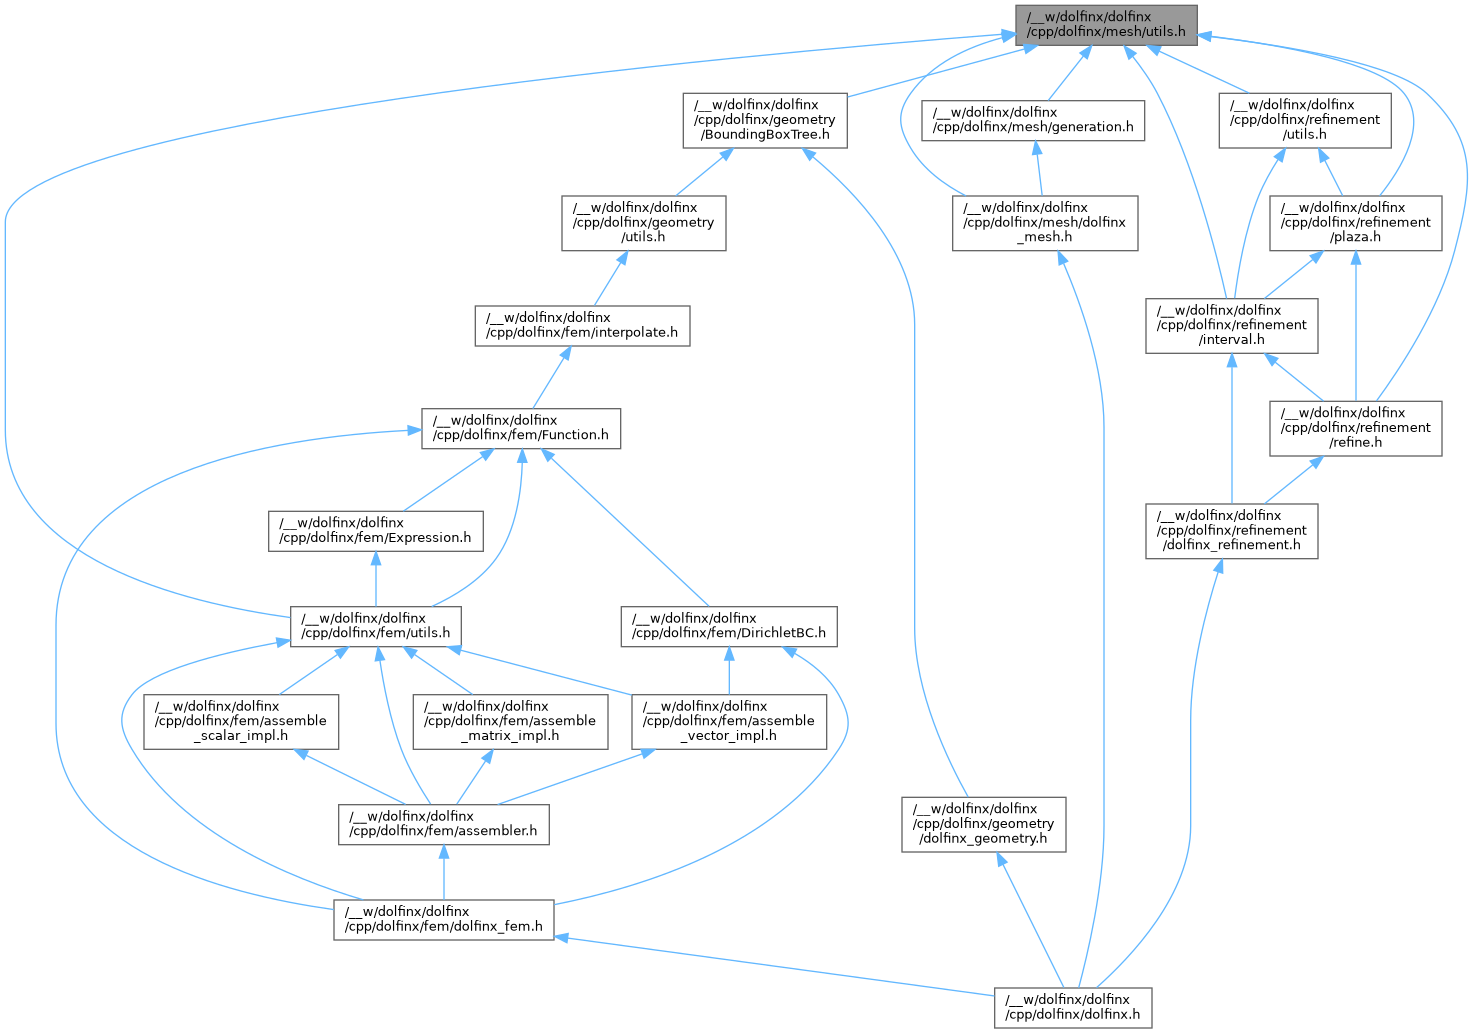 /__w/dolfinx/dolfinx
/cpp/dolfinx/mesh/utils.h
/__w/dolfinx/dolfinx
/cpp/dolfinx/geometry
/BoundingBoxTree.h
/__w/dolfinx/dolfinx
/cpp/dolfinx/mesh/generation.h
/__w/dolfinx/dolfinx
/cpp/dolfinx/refinement
/utils.h
/__w/dolfinx/dolfinx
/cpp/dolfinx/geometry
/utils.h
/__w/dolfinx/dolfinx
/cpp/dolfinx/mesh/dolfinx
_mesh.h
/__w/dolfinx/dolfinx
/cpp/dolfinx/refinement
/plaza.h
/__w/dolfinx/dolfinx
/cpp/dolfinx/fem/interpolate.h
/__w/dolfinx/dolfinx
/cpp/dolfinx/refinement
/interval.h
/__w/dolfinx/dolfinx
/cpp/dolfinx/fem/Function.h
/__w/dolfinx/dolfinx
/cpp/dolfinx/refinement
/refine.h
/__w/dolfinx/dolfinx
/cpp/dolfinx/fem/Expression.h
/__w/dolfinx/dolfinx
/cpp/dolfinx/refinement
/dolfinx_refinement.h
/__w/dolfinx/dolfinx
/cpp/dolfinx/fem/utils.h
/__w/dolfinx/dolfinx
/cpp/dolfinx/fem/DirichletBC.h
/__w/dolfinx/dolfinx
/cpp/dolfinx/fem/assemble
_scalar_impl.h
/__w/dolfinx/dolfinx
/cpp/dolfinx/fem/assemble
_matrix_impl.h
/__w/dolfinx/dolfinx
/cpp/dolfinx/fem/assemble
_vector_impl.h
/__w/dolfinx/dolfinx
/cpp/dolfinx/fem/assembler.h
/__w/dolfinx/dolfinx
/cpp/dolfinx/geometry
/dolfinx_geometry.h
/__w/dolfinx/dolfinx
/cpp/dolfinx/fem/dolfinx_fem.h
/__w/dolfinx/dolfinx
/cpp/dolfinx/dolfinx.h